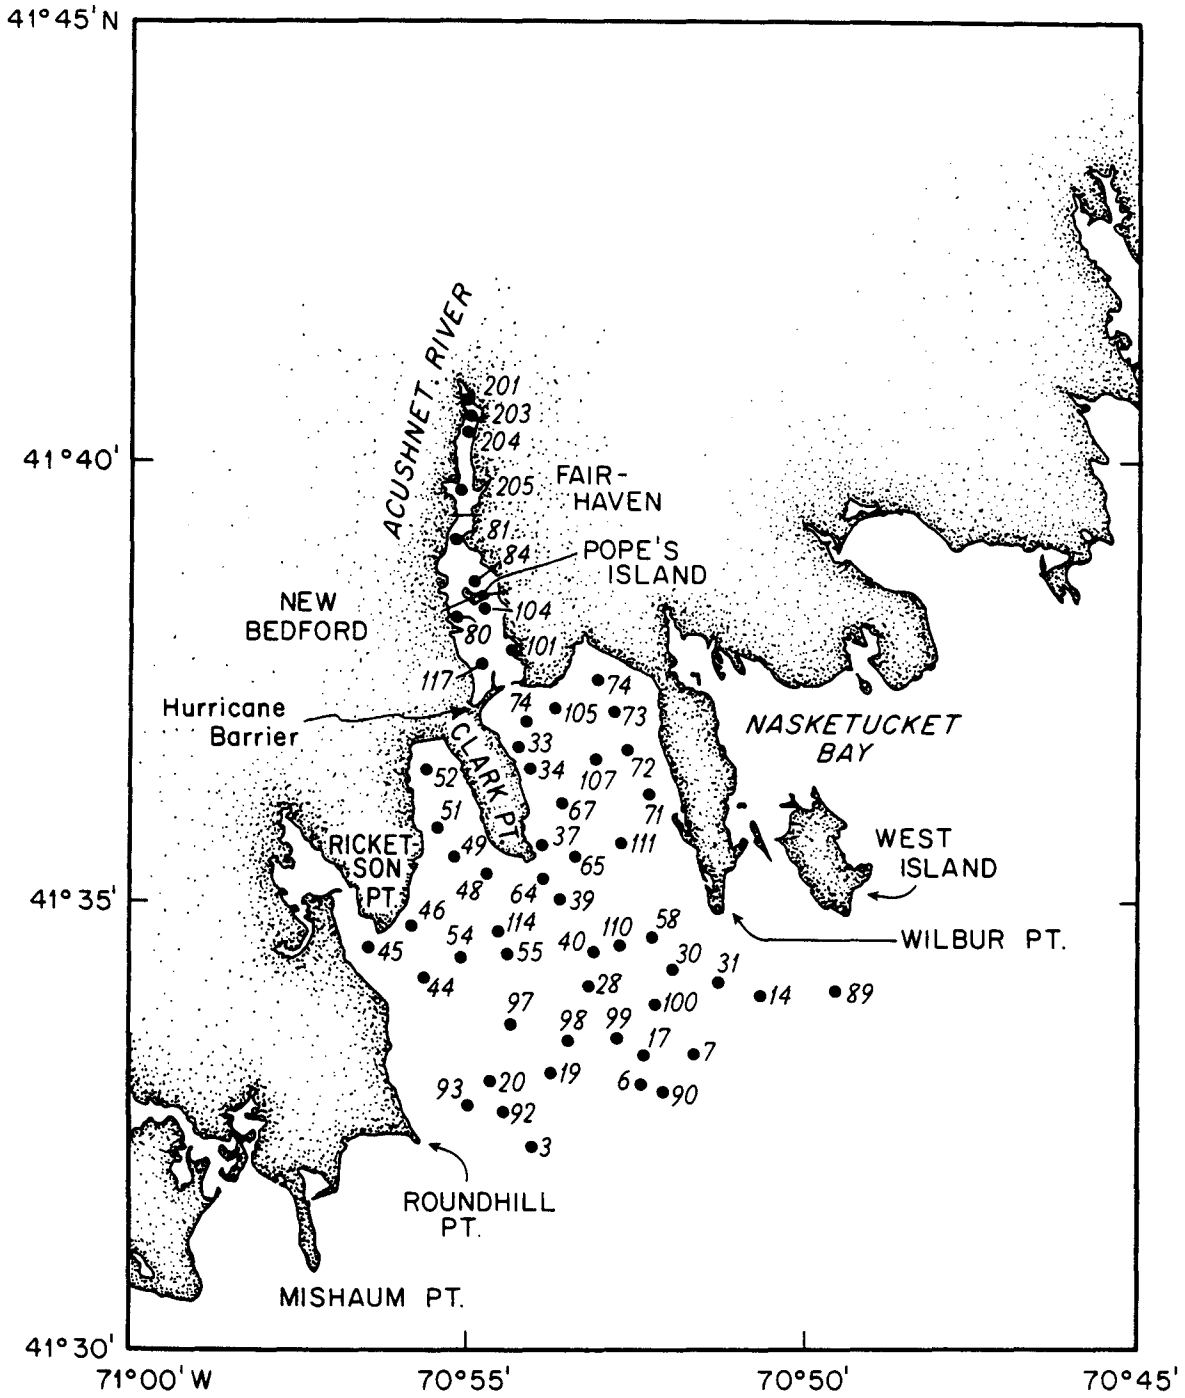 41°45'N
ACUSHNET. RIVER
201
203
204
41°40'
205
FAIR-
HAVEN
81
84
POPE'S
ISLAND
NEW
BEDFORD
104
80
101
117
74
Hurricane
Barrier
74
105
73
NASKETUCKET
BAY
CLARK PT.
33
34
72
107
52
67
71
51
37
111
RICKET-
SON
PT.
49
65
WEST
ISLAND
48
64
41°35'
39
46
114
110
58
WILBUR PT.
45
54
55
40
30
31
44
28
100
14
89
97
98
99
17
7
93
20
19
6
90
92
3
ROUNDHILL
PT.
MISHAUM PT.
41°30'
71°00'W
70°55'
70°50'
70°45'